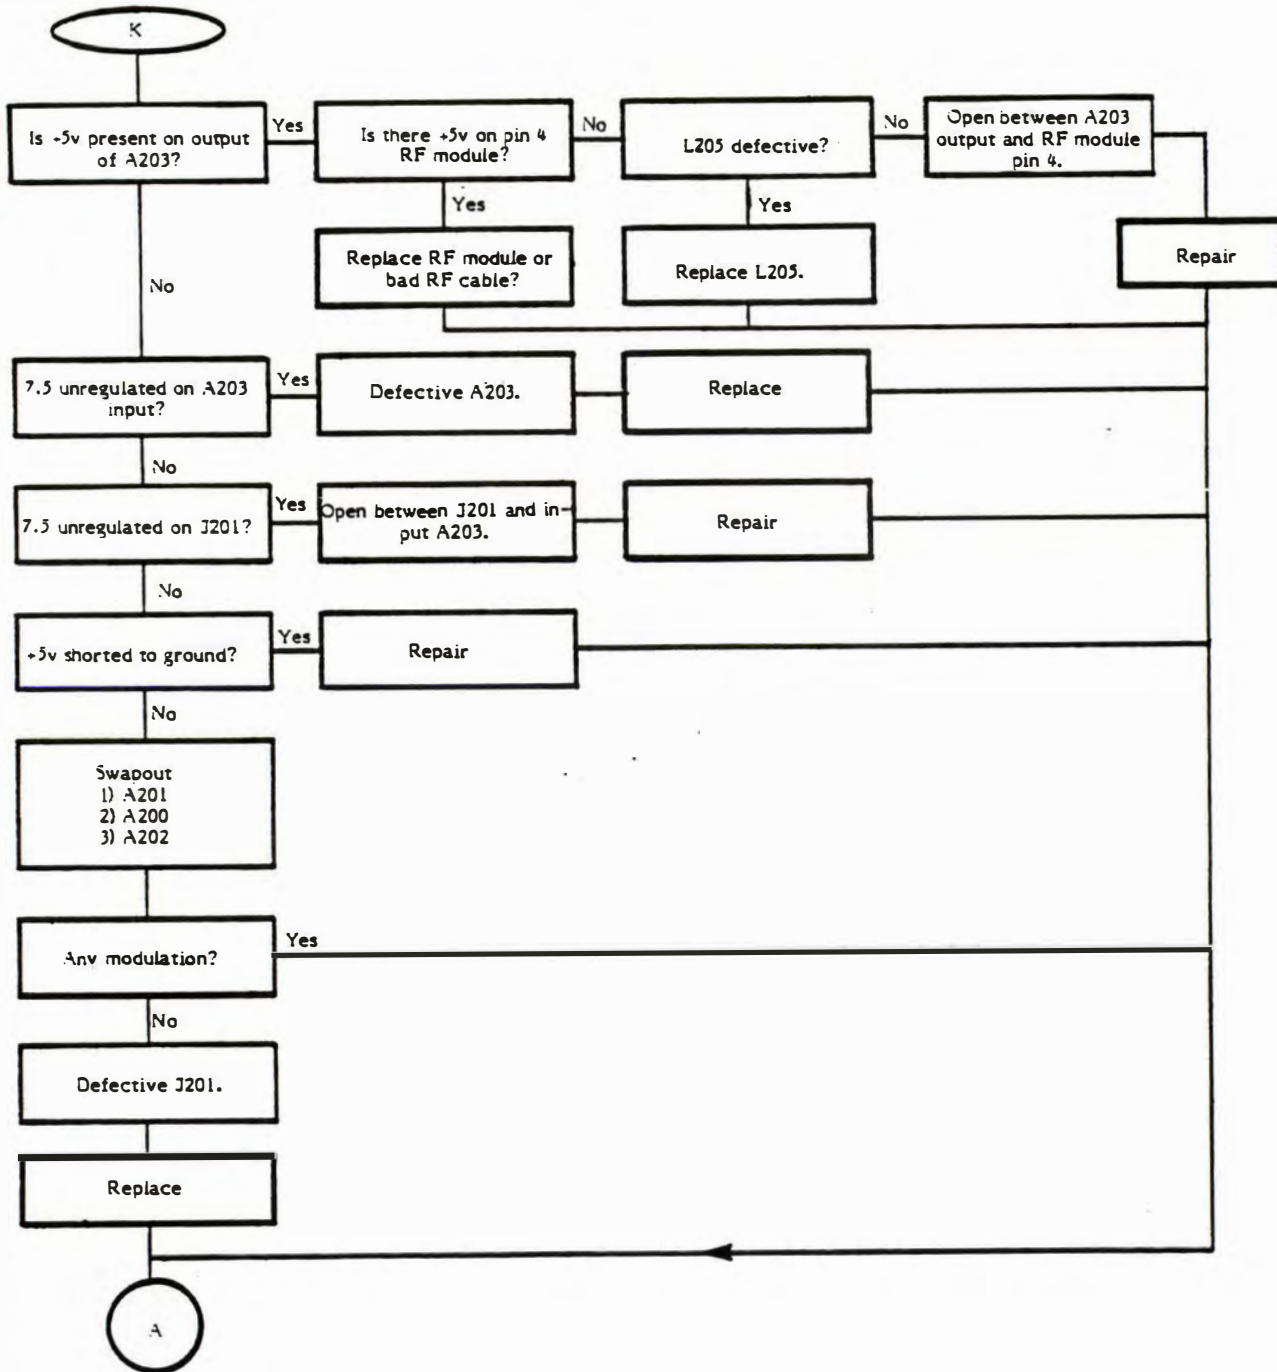 K
Is +5v present on output
of A203?
Yes
Is there +5v on pin 4
RF module?
No
L205 defective?
No
Open between A203
output and RF module
pin 4.
Yes
Yes
Replace RF module or
bad RF cable?
Replace L205.
Repair
No
7.5 unregulated on A203
input?
Yes
Defective A203.
Replace
No
7.5 unregulated on J201?
Yes
Open between J201 and in-
put A203.
Repair
No
+5v shorted to ground?
Yes
Repair
No
Swapout
1) A201
2) A200
3) A202
Any modulation?
Yes
No
Defective J201.
Replace
A